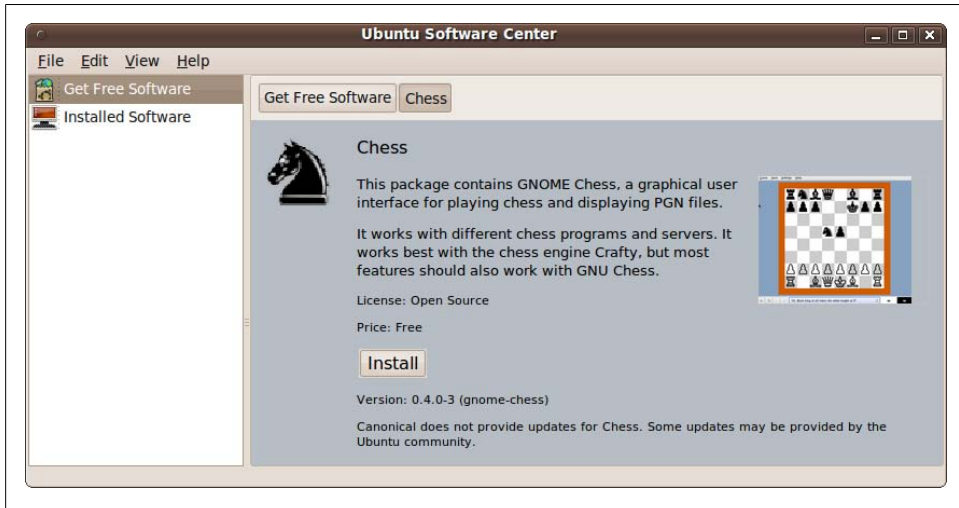 Ubuntu Software Center
File Edit View Help
Get Free Software
Installed Software
Get Free Software Chess
Chess
This package contains GNOME Chess, a graphical user
interface for playing chess and displaying PGN files.
It works with different chess programs and servers. It
works best with the chess engine Crafty, but most
features should also work with GNU Chess.
License: Open Source
Price: Free
Install
Version: 0.4.0-3 (gnome-chess)
Canonical does not provide updates for Chess. Some updates may be provided by the
Ubuntu community.